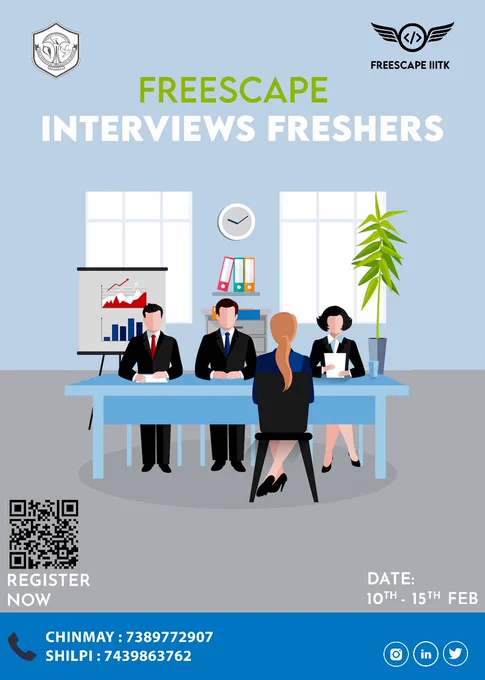 FREESCAPE IIITK
FREESCAPE
INTERVIEWS FRESHERS
REGISTER
NOW
DATE:
10TH - 15TH FEB
CHINMAY : 7389772907
SHILPI : 7439863762